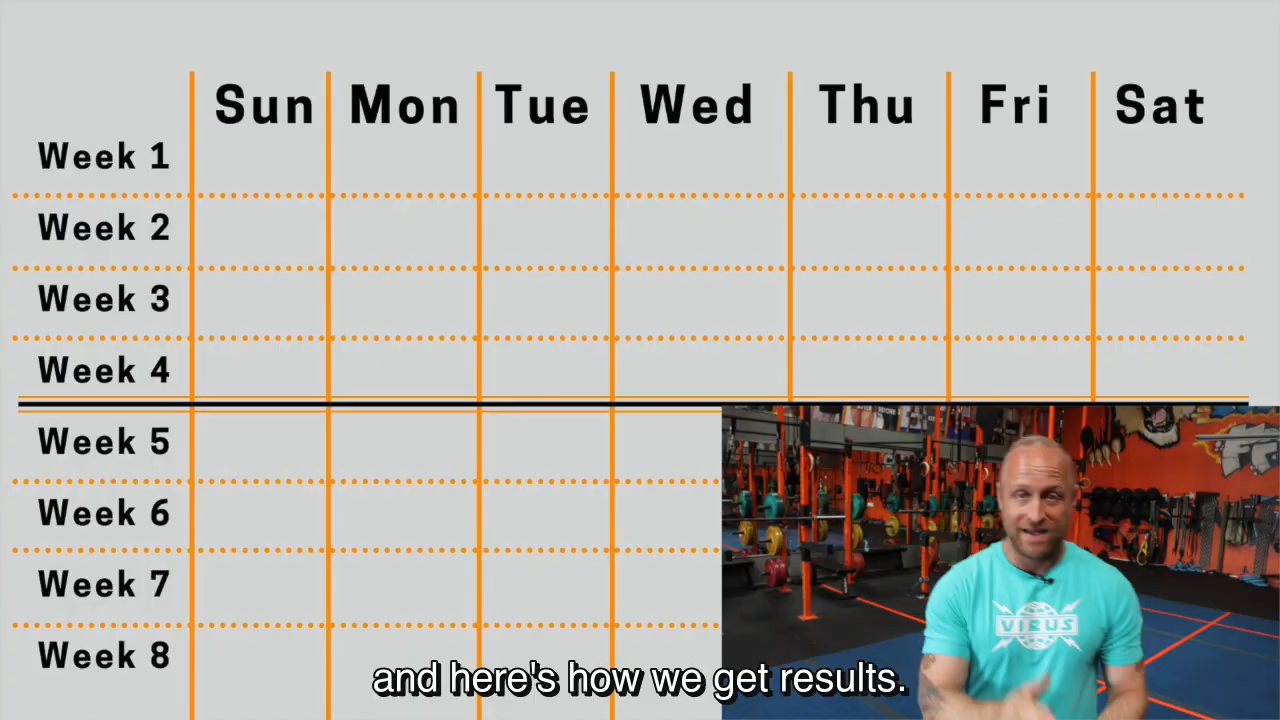 Sun Mon Tue Wed Thu Fri Sat
Week 1
Week 2
Week 3
Week 4
Week 5
Week 6
Week 7
Week 8
VIRUS
and here's how we get results.